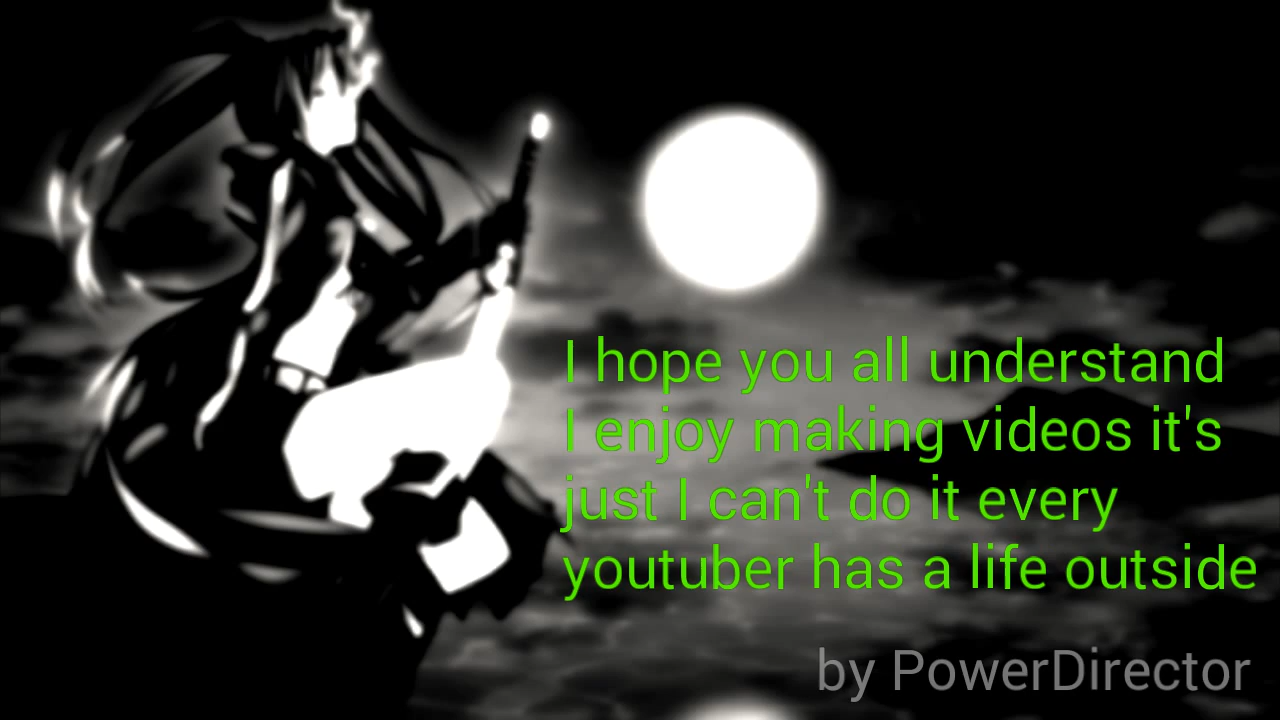 I hope you all understand
I enjoy making videos it's
just I can't do it every
youtuber has a life outside
by PowerDirector